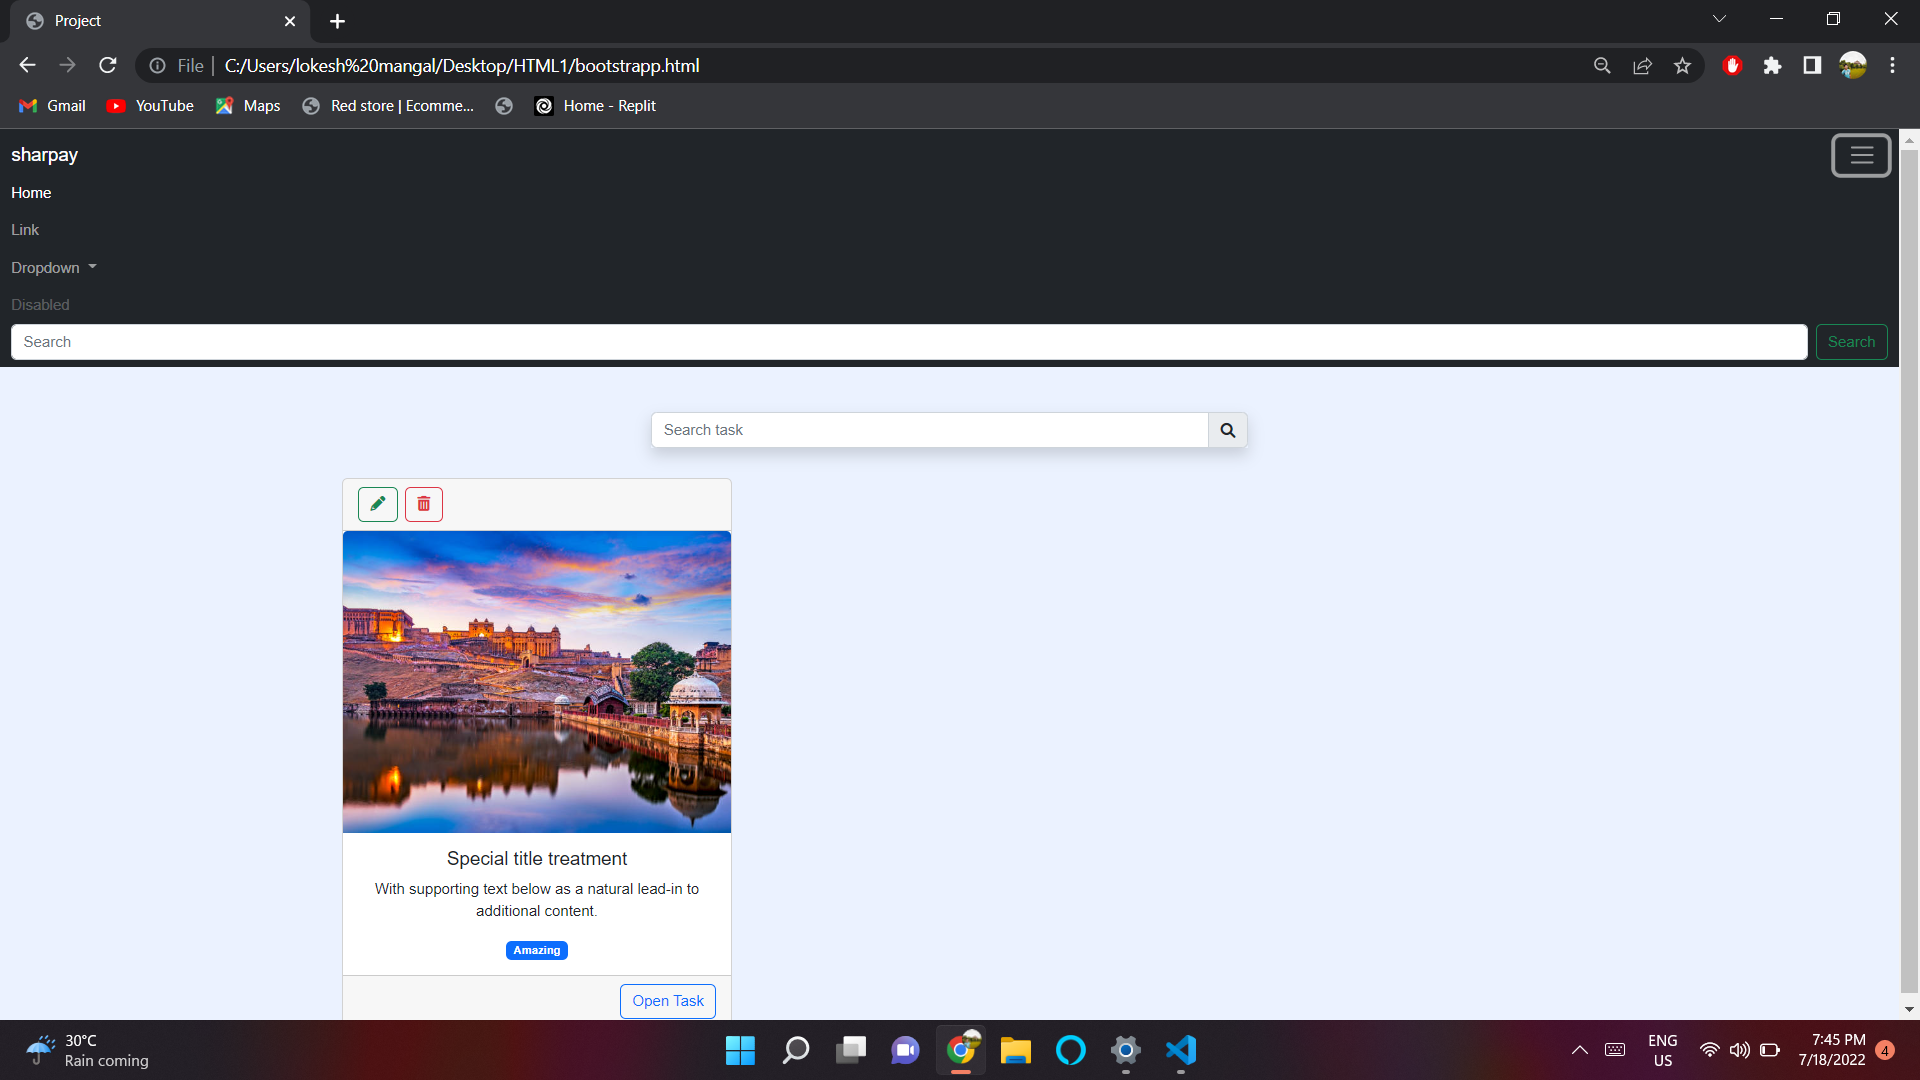 Project
File | C:/Users/lokesh%20mangal/Desktop/HTML1/bootstrapp.html
Gmail YouTube Maps Red store | Ecomme... Home - Replit
sharpay
Home
Link
Dropdown
Disabled
Search Search
Search task
Special title treatment
With supporting text below as a natural lead-in to
additional content.
Amazing
Open Task
30°C
Rain coming
ENG
US
7:45 PM
7/18/2022
4